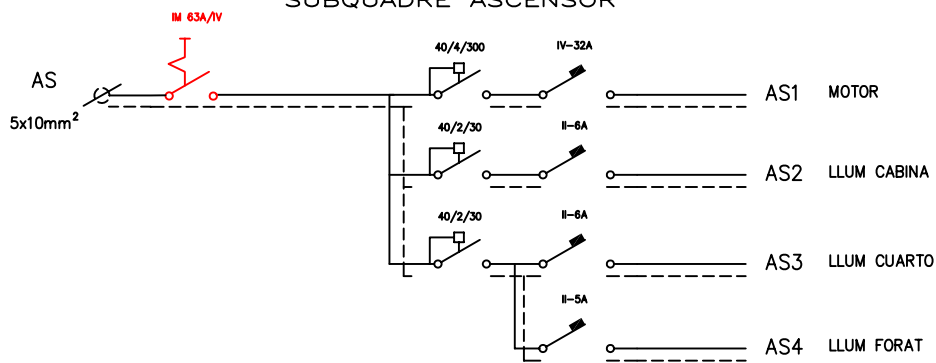 SUBQUADRE ASCENSOR
IM 63A/IV
40/4/300
IV-32A
AS
AS1 MOTOR
5x10mm²
40/2/30
II-6A
AS2 LLUM CABINA
40/2/30
II-6A
AS3 LLUM CUARTO
II-5A
AS4 LLUM FORAT